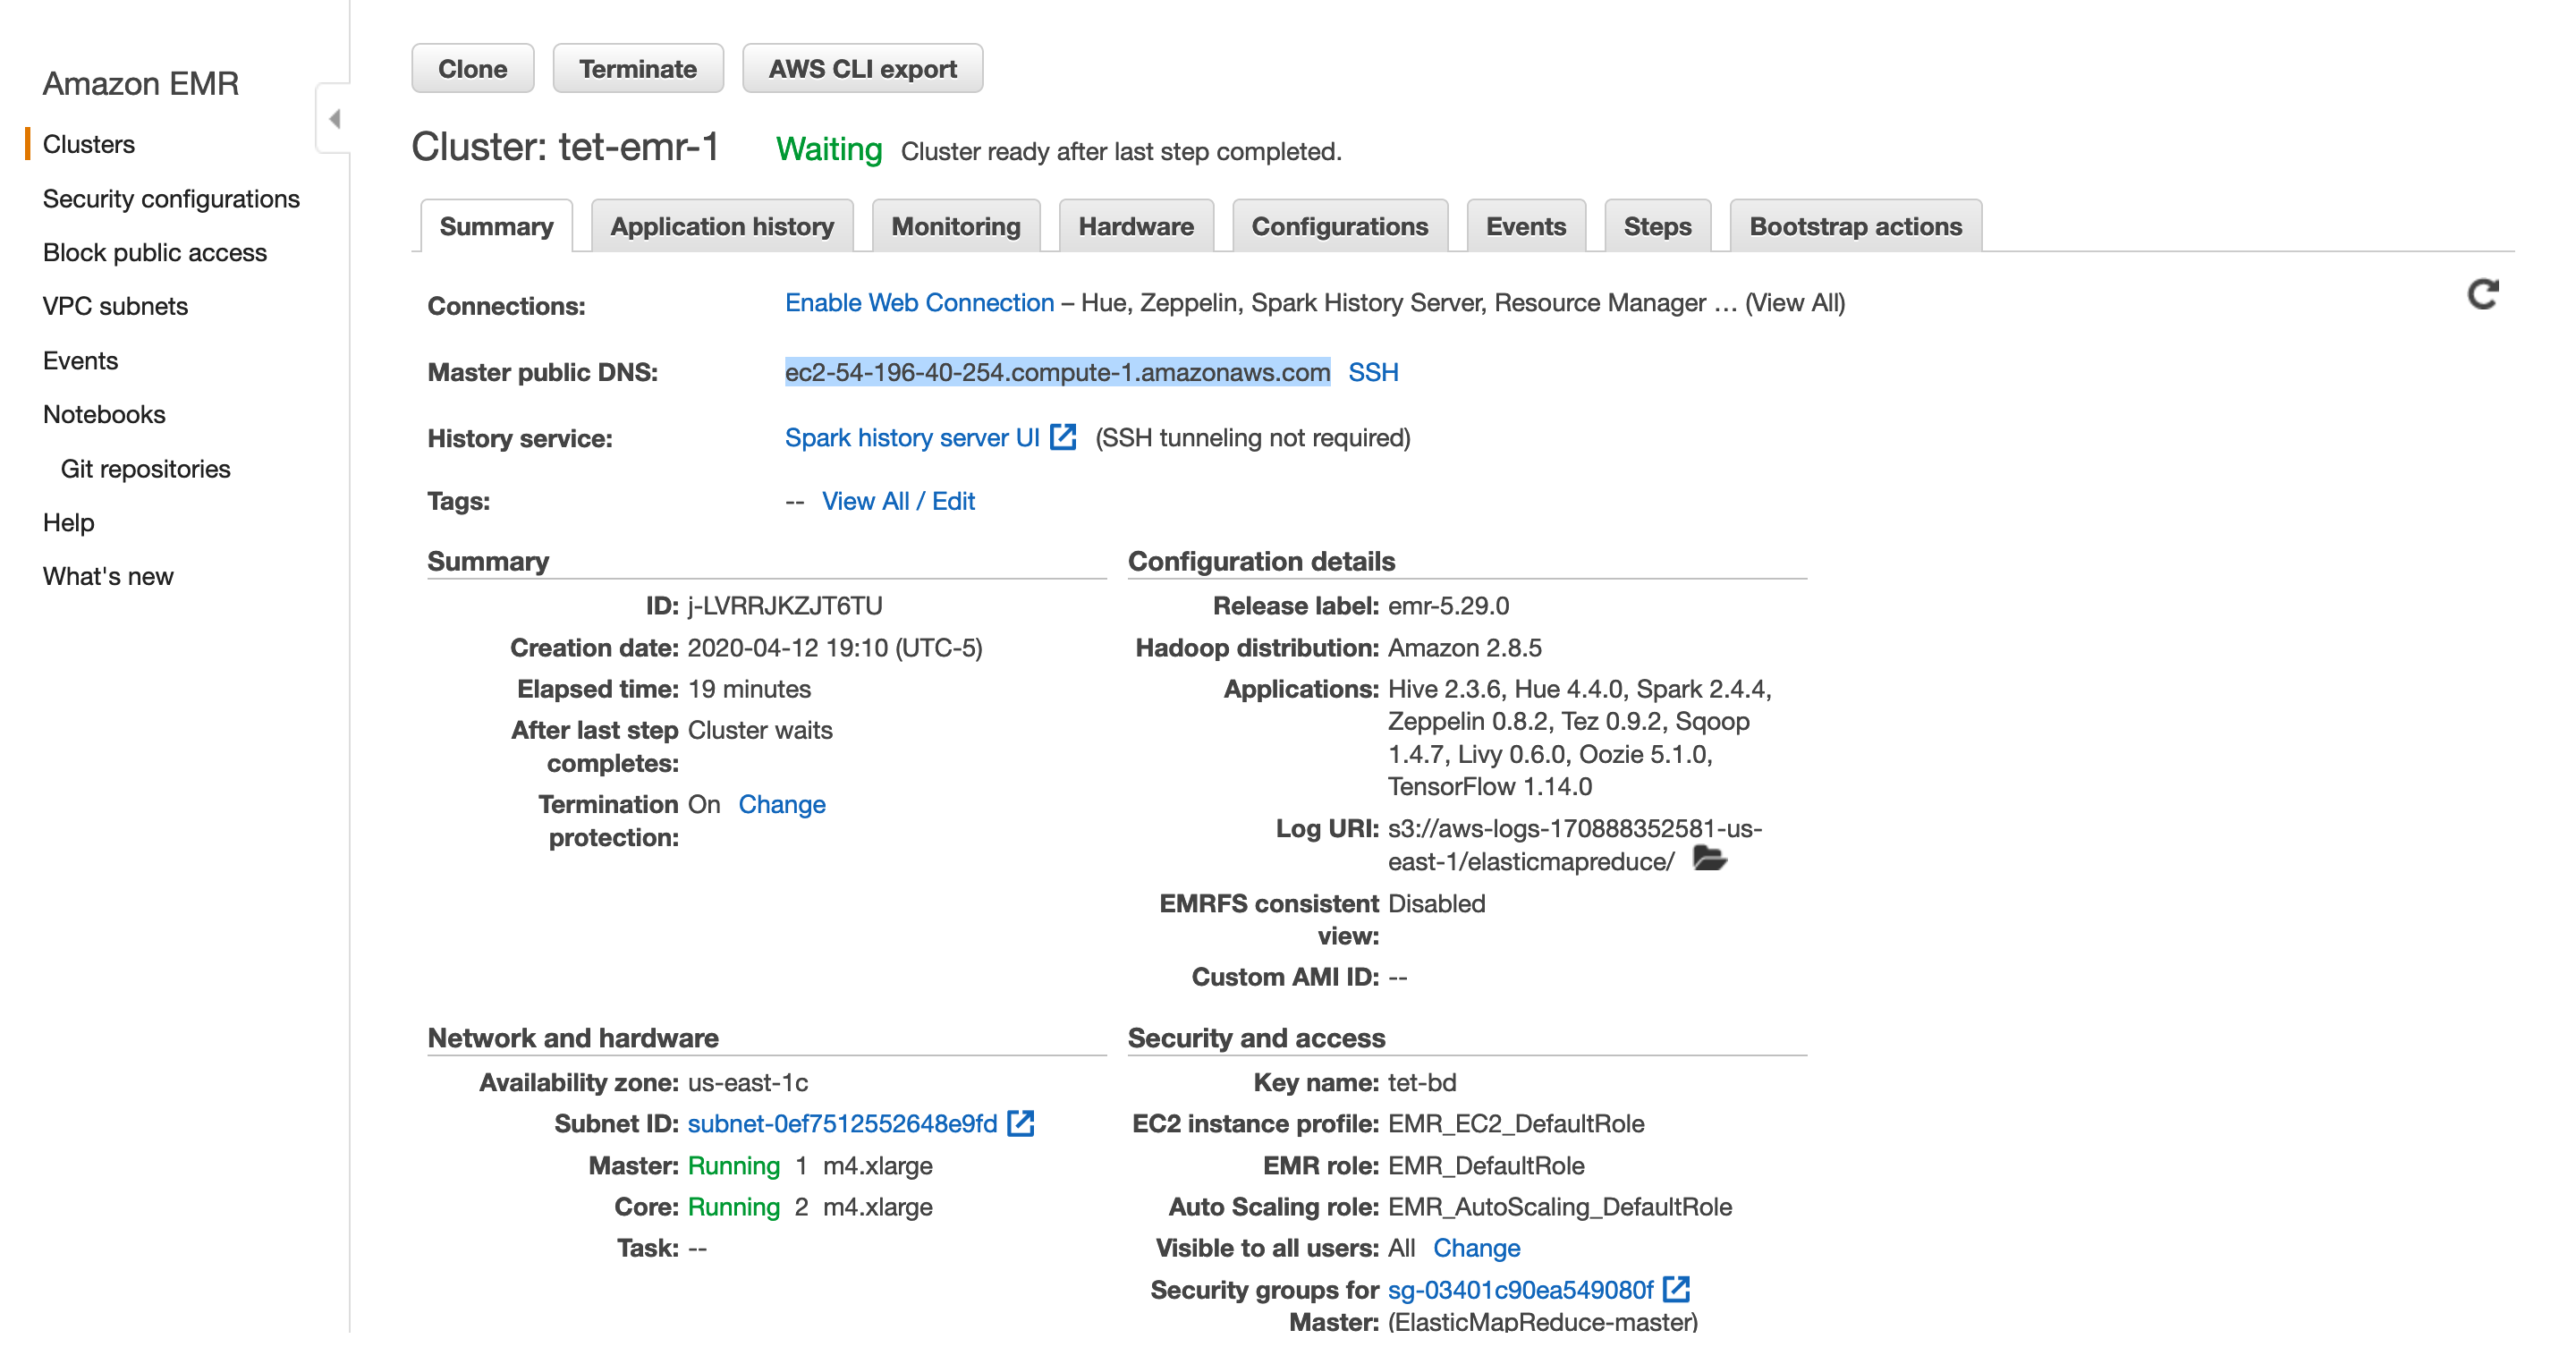 Amazon EMR
Clusters
Security configurations
Block public access
VPC subnets
Events
Notebooks
Git repositories
Help
What's new
Clone Terminate AWS CLI export
Cluster: tet-emr-1 Waiting Cluster ready after last step completed.
Summary Application history Monitoring Hardware Configurations Events Steps Bootstrap actions
Connections: Enable Web Connection – Hue, Zeppelin, Spark History Server, Resource Manager … (View All)
Master public DNS: ec2-54-196-40-254.compute-1.amazonaws.com SSH
History service: Spark history server UI (SSH tunneling not required)
Tags: -- View All / Edit
Summary
ID: j-LVRRJKZJT6TU
Creation date: 2020-04-12 19:10 (UTC-5)
Elapsed time: 19 minutes
After last step Cluster waits
completes:
Termination On Change
protection:
Configuration details
Release label: emr-5.29.0
Hadoop distribution: Amazon 2.8.5
Applications: Hive 2.3.6, Hue 4.4.0, Spark 2.4.4,
Zeppelin 0.8.2, Tez 0.9.2, Sqoop
1.4.7, Livy 0.6.0, Oozie 5.1.0,
TensorFlow 1.14.0
Log URI: s3://aws-logs-170888352581-us-
east-1/elasticmapreduce/
EMRFS consistent Disabled
view:
Custom AMI ID: --
Network and hardware
Availability zone: us-east-1c
Subnet ID: subnet-0ef7512552648e9fd
Master: Running 1 m4.xlarge
Core: Running 2 m4.xlarge
Task: --
Security and access
Key name: tet-bd
EC2 instance profile: EMR_EC2_DefaultRole
EMR role: EMR_DefaultRole
Auto Scaling role: EMR_AutoScaling_DefaultRole
Visible to all users: All Change
Security groups for sg-03401c90ea549080f
Master: (ElasticMapReduce-master)